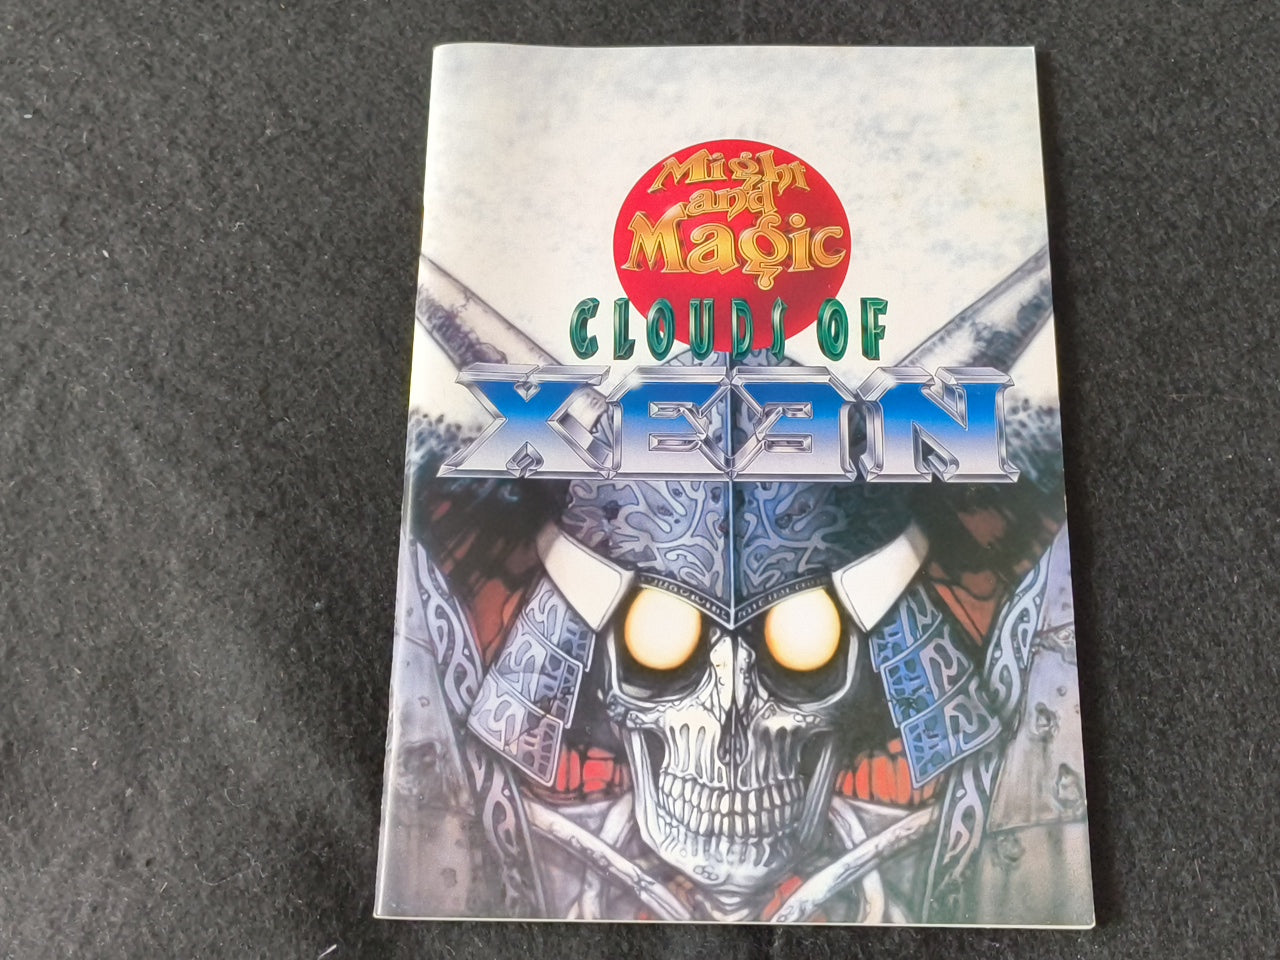 Might
and
Magic
CLOUDS OF
XEEN